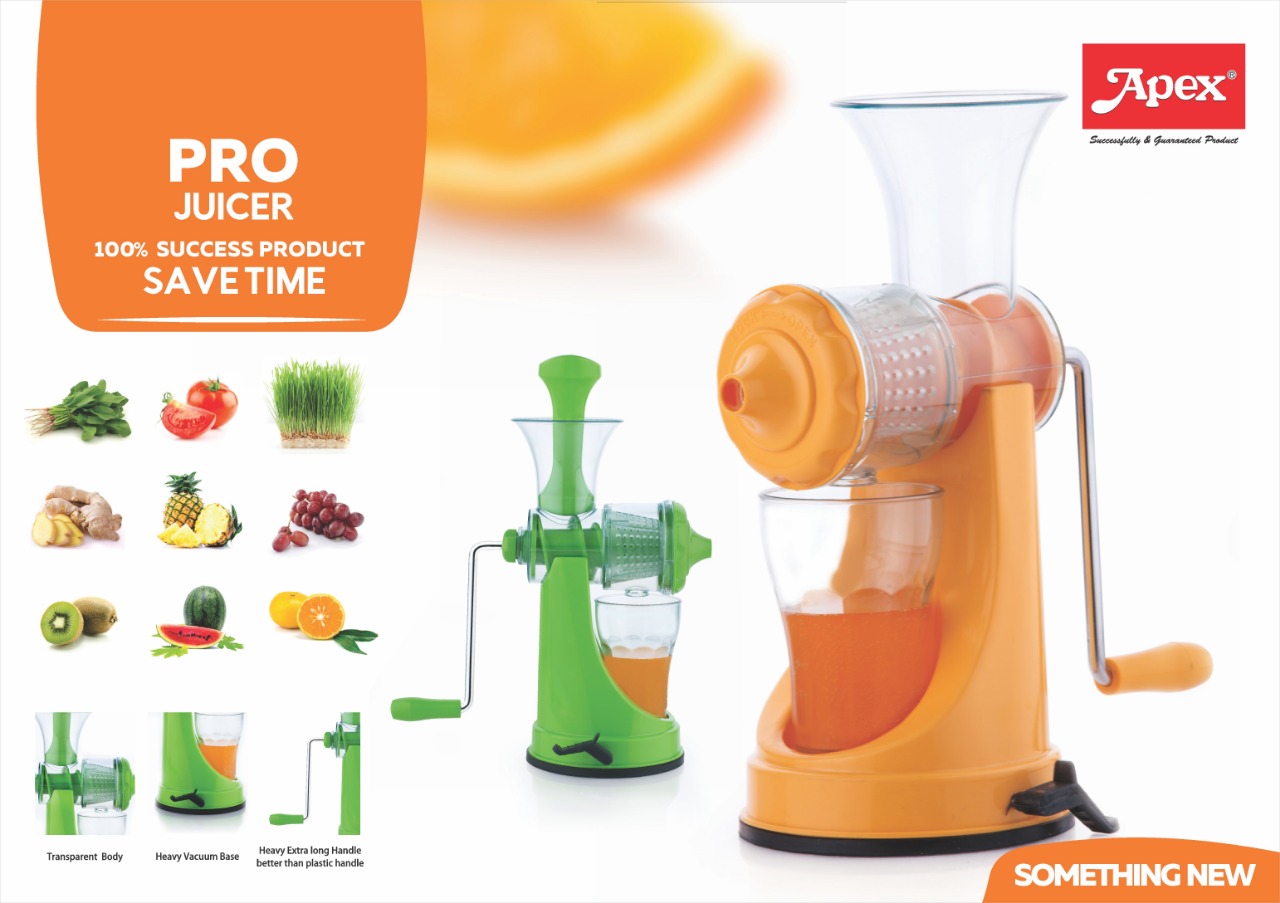 PRO
JUICER
100% SUCCESS PRODUCT
SAVE TIME
Apex®
Successfully & Guaranteed Product
Transparent Body
Heavy Vacuum Base
Heavy Extra long Handle
better than plastic handle
SOMETHING NEW